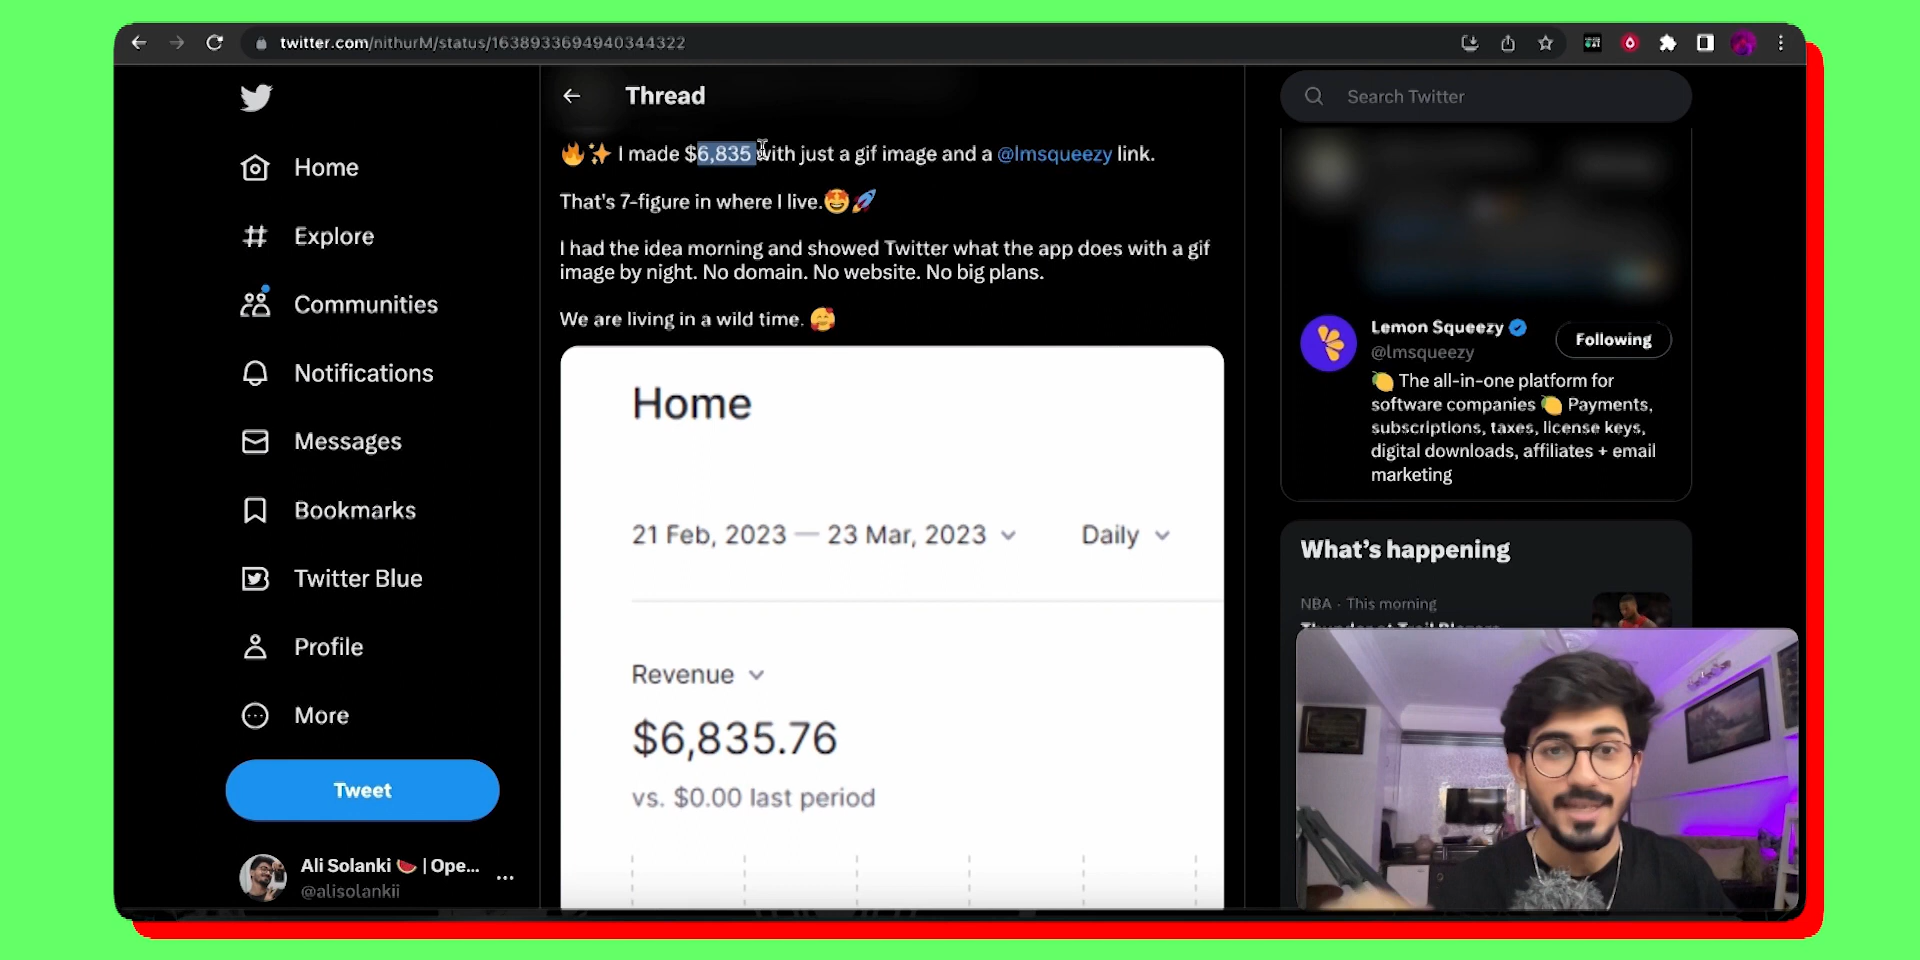 twitter.com/nithurM/status/1638933694940344322
Search Twitter
Thread
Home
Explore
Communities
Notifications
Messages
Bookmarks
Twitter Blue
Profile
More
Tweet
Ali Solanki 🍉 | Ope...
@alisolankii
🔥✨ I made $6,835 with just a gif image and a @lmsqueezy link.
That's 7-figure in where I live.🤩🚀
I had the idea morning and showed Twitter what the app does with a gif
image by night. No domain. No website. No big plans.
We are living in a wild time. 🥰
Home
21 Feb, 2023 — 23 Mar, 2023
Daily
Revenue
$6,835.76
vs. $0.00 last period
Lemon Squeezy
@lmsqueezy
Following
🍋 The all-in-one platform for
software companies 🍋 Payments,
subscriptions, taxes, license keys,
digital downloads, affiliates + email
marketing
What's happening
NBA · This morning
Thunder at Trail Blazers